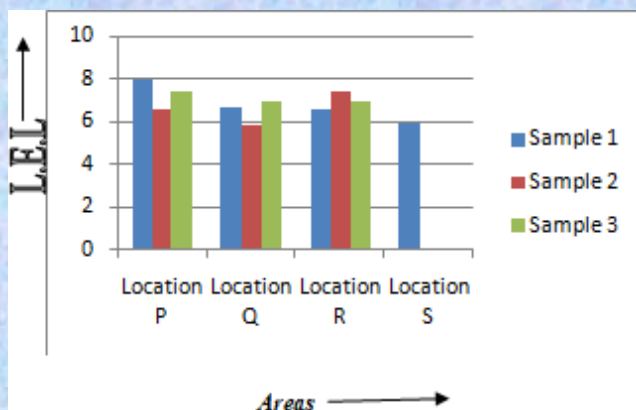 10
8
6
4
2
0
L.E.L
Location P
Location Q
Location R
Location S
Sample 1
Sample 2
Sample 3
Areas